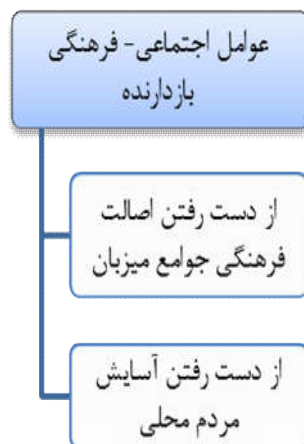 عوامل اجتماعی- فرهنگی
بازدارنده
از دست رفتن اصالت
فرهنگی جوامع میزبان
از دست رفتن آسایش
مردم محلی